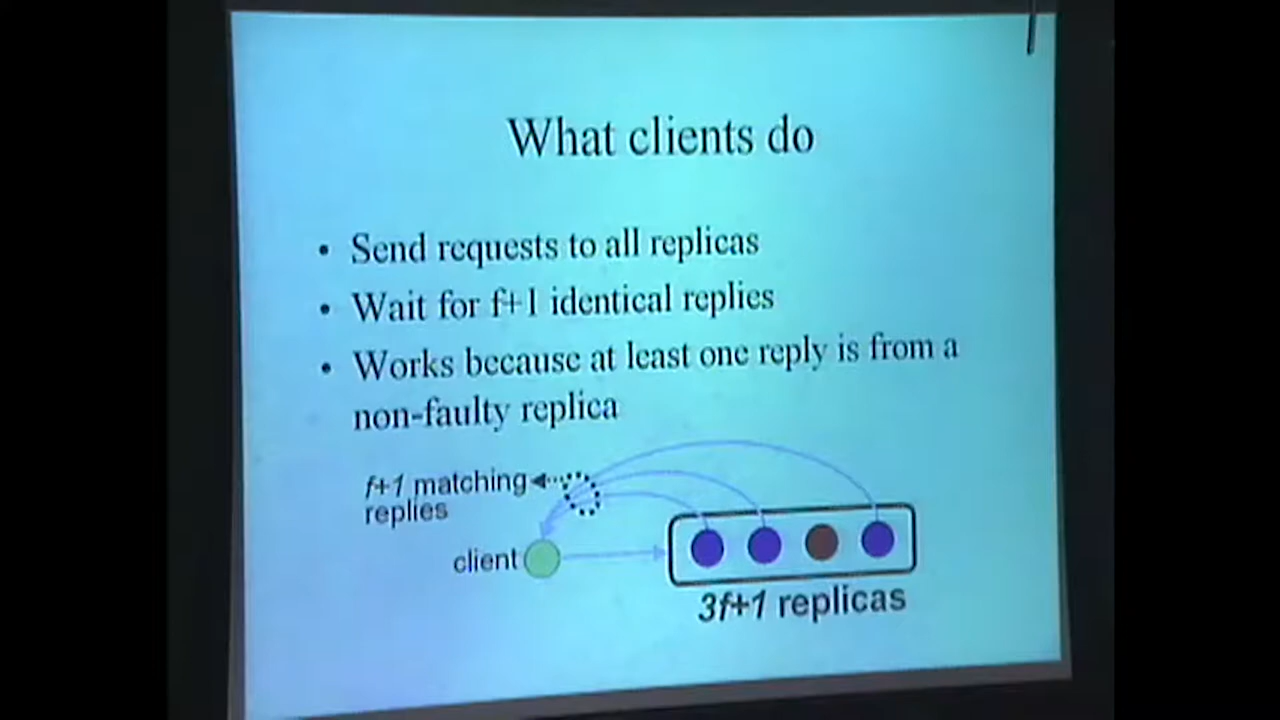 What clients do
• Send requests to all replicas
• Wait for f+1 identical replies
• Works because at least one reply is from a
non-faulty replica
f+1 matching
replies
client
3f+1 replicas